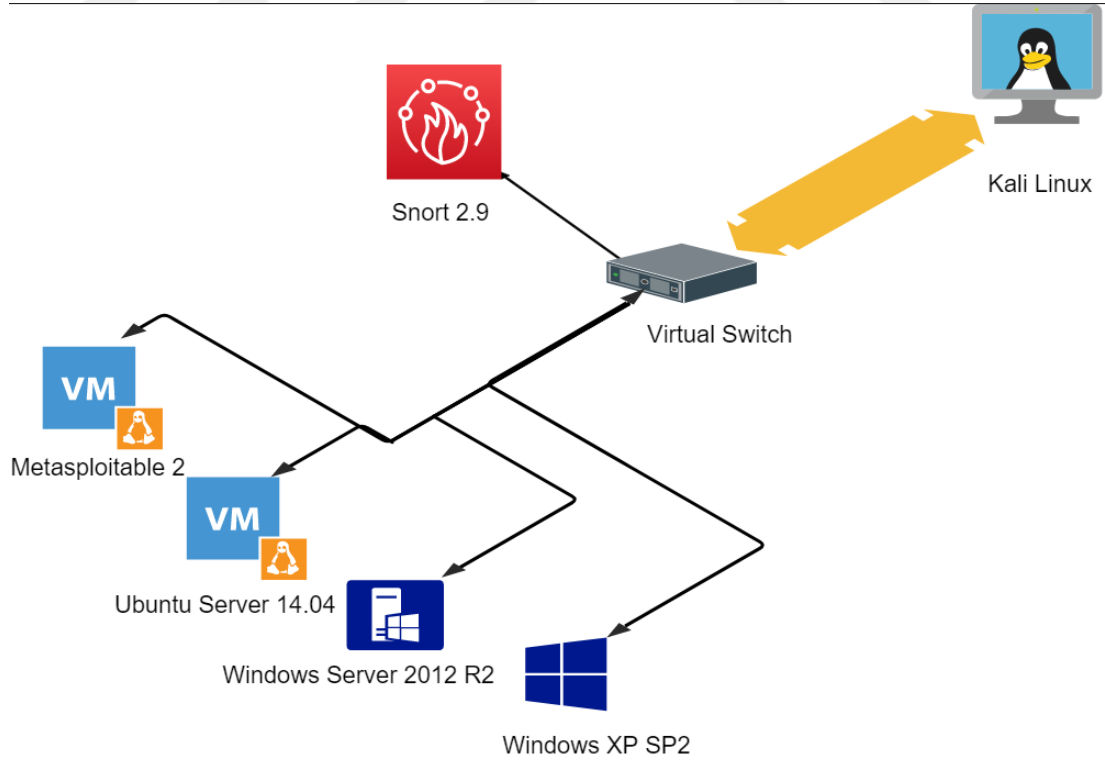 Kali Linux
Snort 2.9
Virtual Switch
VM
Metasploitable 2
VM
Ubuntu Server 14.04
Windows Server 2012 R2
Windows XP SP2